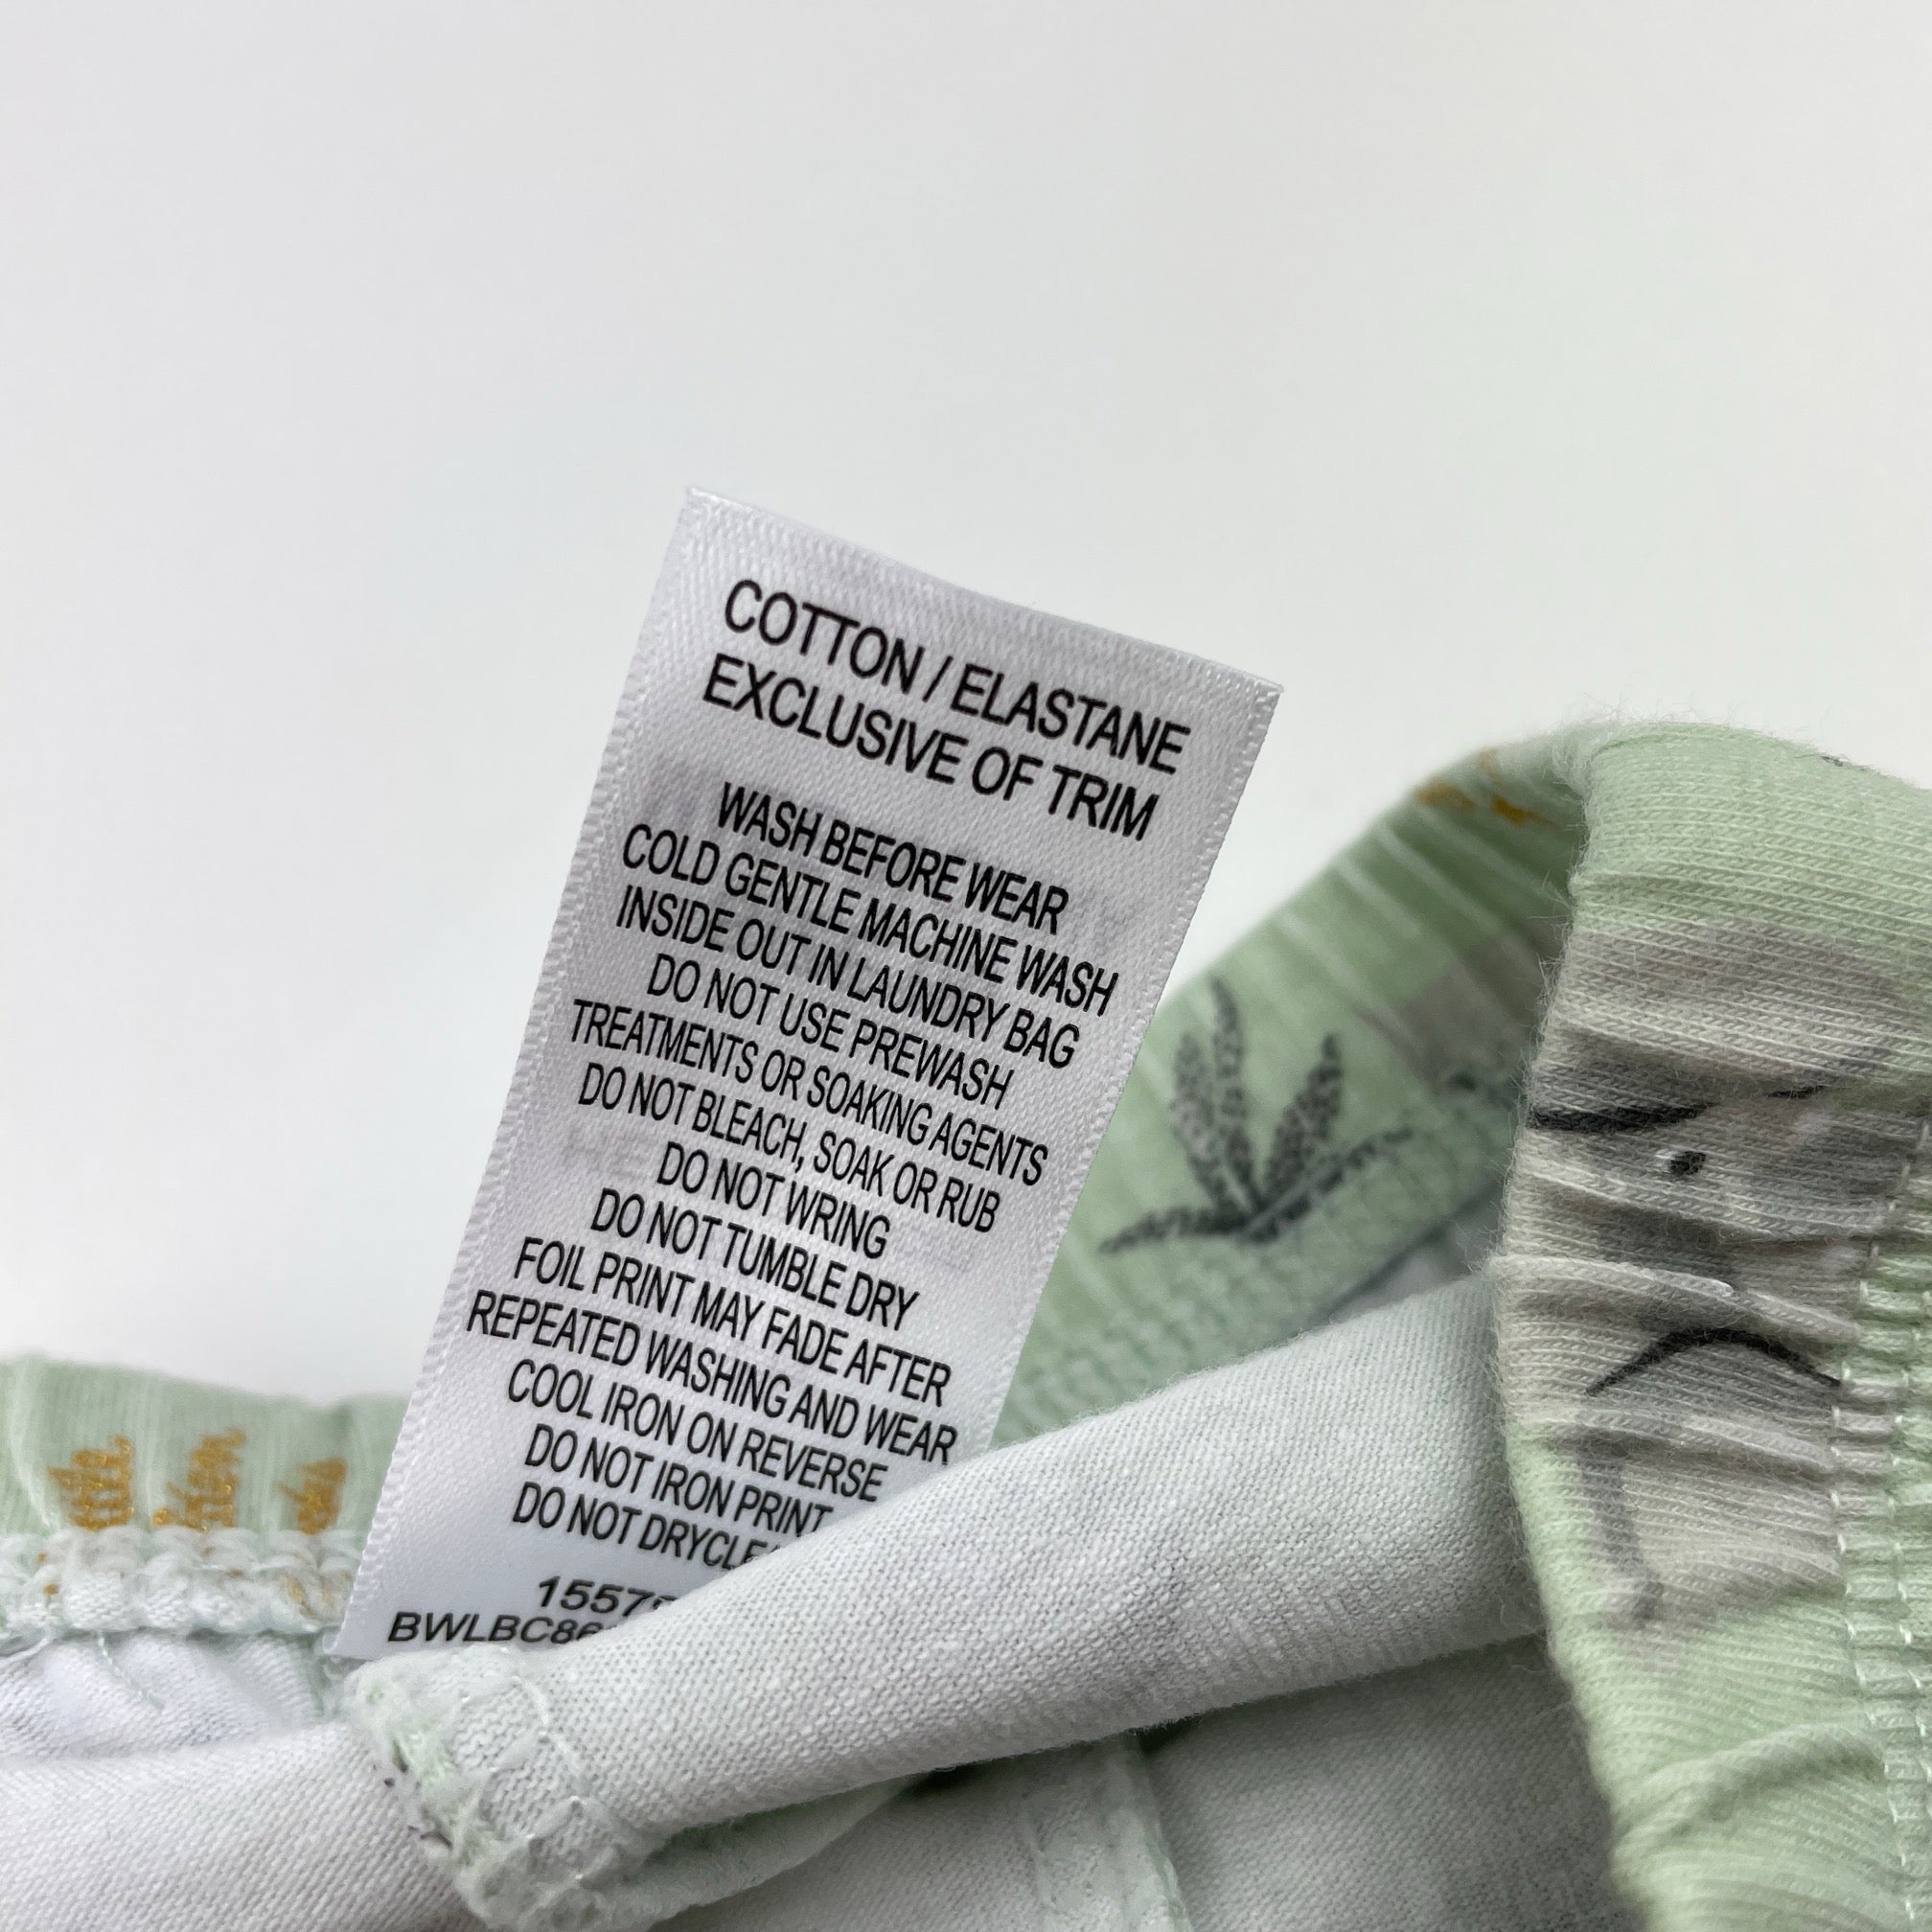 COTTON / ELASTANE
EXCLUSIVE OF TRIM
WASH BEFORE WEAR
COLD GENTLE MACHINE WASH
INSIDE OUT IN LAUNDRY BAG
DO NOT USE PREWASH
TREATMENTS OR SOAKING AGENTS
DO NOT BLEACH, SOAK OR RUB
DO NOT WRING
DO NOT TUMBLE DRY
FOIL PRINT MAY FADE AFTER
REPEATED WASHING AND WEAR
COOL IRON ON REVERSE
DO NOT IRON PRINT
DO NOT